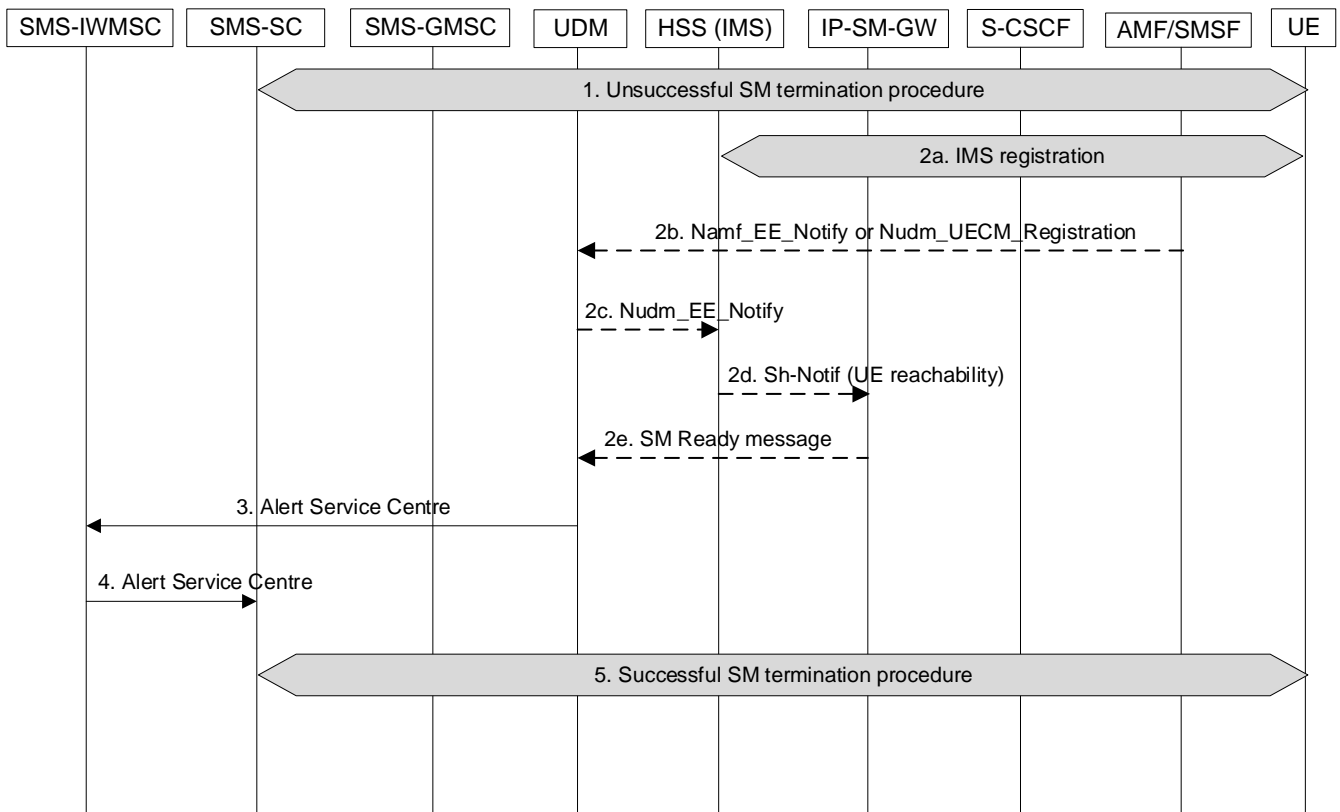 SMS-IWMSC
SMS-SC
SMS-GMSC
UDM
HSS (IMS)
IP-SM-GW
S-CSCF
AMF/SMSF
UE
1. Unsuccessful SM termination procedure
2a. IMS registration
2b. Namf_EE_Notify or Nudm_UECM_Registration
2c. Nudm_EE_Notify
2d. Sh-Notif (UE reachability)
2e. SM Ready message
3. Alert Service Centre
4. Alert Service Centre
5. Successful SM termination procedure